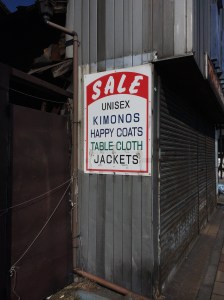 SALE
UNISEX
KIMONOS
HAPPY COATS
TABLE CLOTH
JACKETS